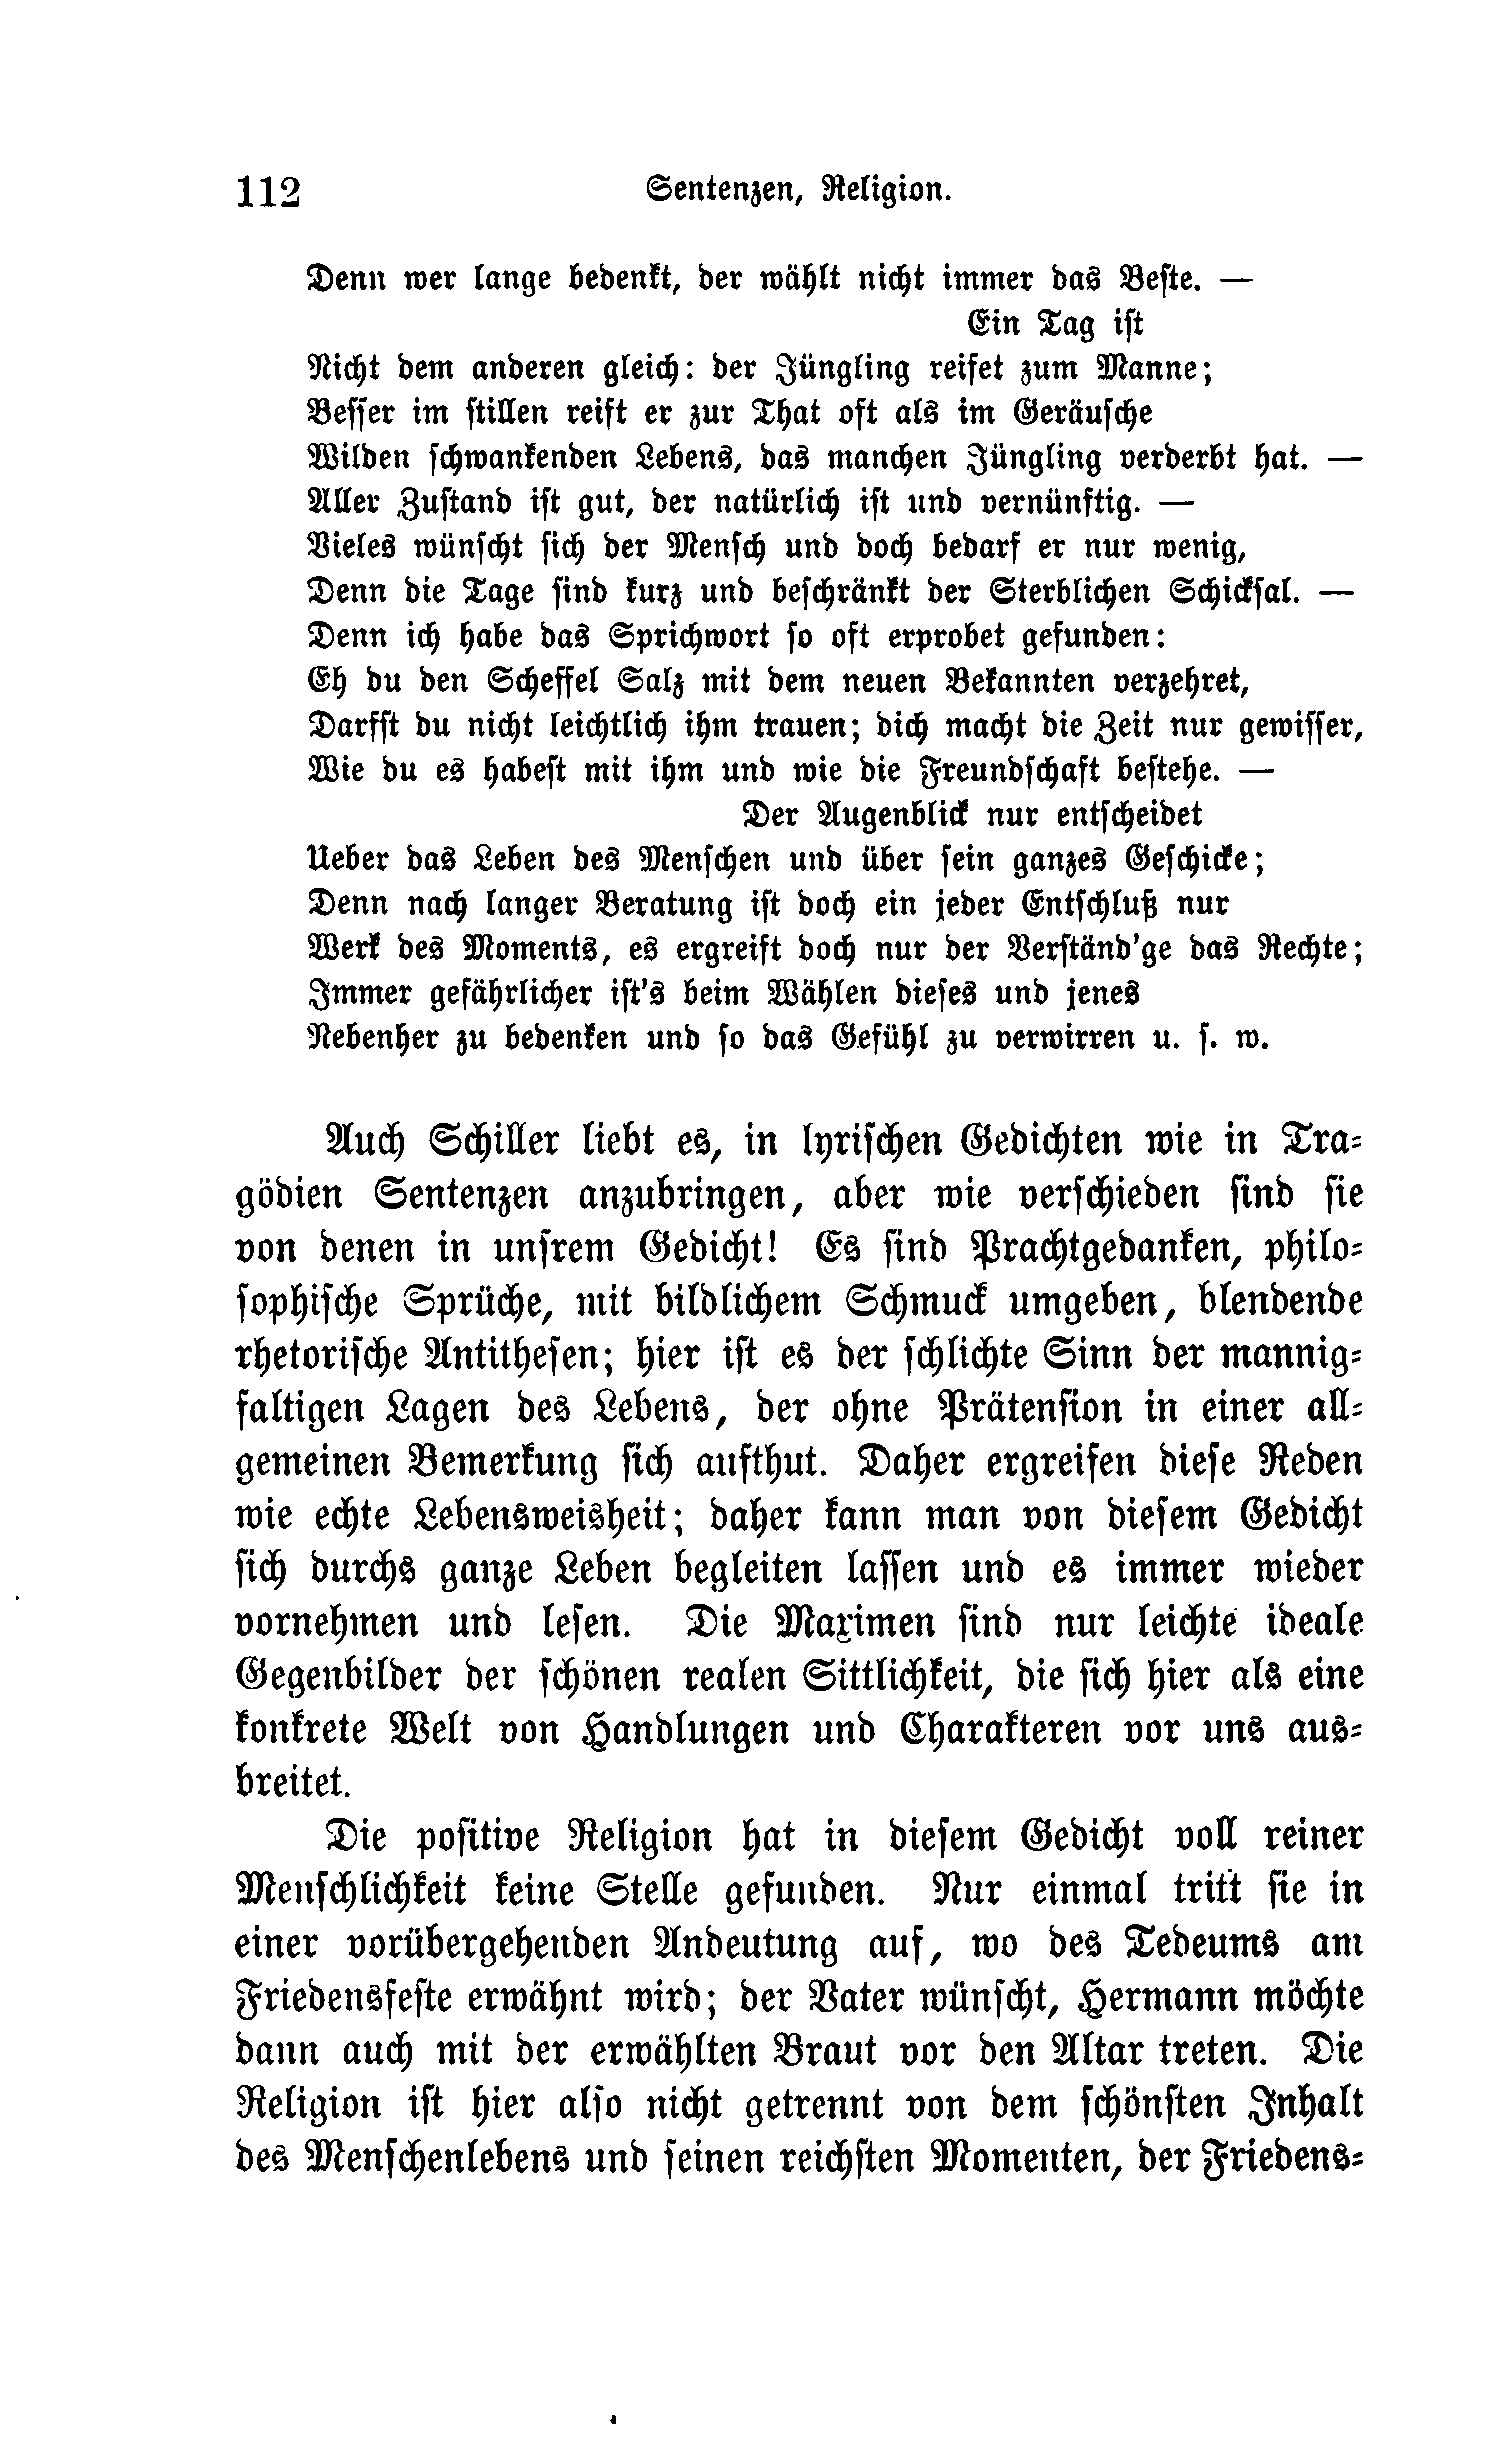 112 Sentenzen, Religion.
Denn wer lange bedenkt, der wählt nicht immer das Beste. —
Ein Tag ist
Nicht dem anderen gleich: der Jüngling reifet zum Manne;
Besser im stillen reift er zur That oft als im Geräusche
Wilden schwankenden Lebens, das manchen Jüngling verderbt hat. —
Aller Zustand ist gut, der natürlich ist und vernünftig. —
Vieles wünscht sich der Mensch und doch bedarf er nur wenig,
Denn die Tage sind kurz und beschränkt der Sterblichen Schicksal. —
Denn ich habe das Sprichwort so oft erprobet gefunden:
Eh du den Scheffel Salz mit dem neuen Bekannten verzehret,
Darfst du nicht leichtlich ihm trauen; dich macht die Zeit nur gewisser,
Wie du es habest mit ihm und wie die Freundschaft bestehe. —
Der Augenblick nur entscheidet
Ueber das Leben des Menschen und über sein ganzes Geschicke;
Denn nach langer Beratung ist doch ein jeder Entschluß nur
Werk des Moments, es ergreift doch nur der Verständ'ge das Rechte;
Immer gefährlicher ist's beim Wählen dieses und jenes
Nebenher zu bedenken und so das Gefühl zu verwirren u. s. w.
Auch Schiller liebt es, in lyrischen Gedichten wie in Tra-
gödien Sentenzen anzubringen, aber wie verschieden sind sie
von denen in unsrem Gedicht! Es sind Prachtgedanken, philo-
sophische Sprüche, mit bildlichem Schmuck umgeben, blendende
rhetorische Antithesen; hier ist es der schlichte Sinn der mannig-
faltigen Lagen des Lebens, der ohne Prätension in einer all-
gemeinen Bemerkung sich aufthut. Daher ergreifen diese Reden
wie echte Lebensweisheit; daher kann man von diesem Gedicht
sich durchs ganze Leben begleiten lassen und es immer wieder
vornehmen und lesen. Die Maximen sind nur leichte ideale
Gegenbilder der schönen realen Sittlichkeit, die sich hier als eine
konkrete Welt von Handlungen und Charakteren vor uns aus-
breitet.
Die positive Religion hat in diesem Gedicht voll reiner
Menschlichkeit keine Stelle gefunden. Nur einmal tritt sie in
einer vorübergehenden Andeutung auf, wo des Tedeums am
Friedensfeste erwähnt wird; der Vater wünscht, Hermann möchte
dann auch mit der erwählten Braut vor den Altar treten. Die
Religion ist hier also nicht getrennt von dem schönsten Inhalt
des Menschenlebens und seinen reichsten Momenten, der Friedens-